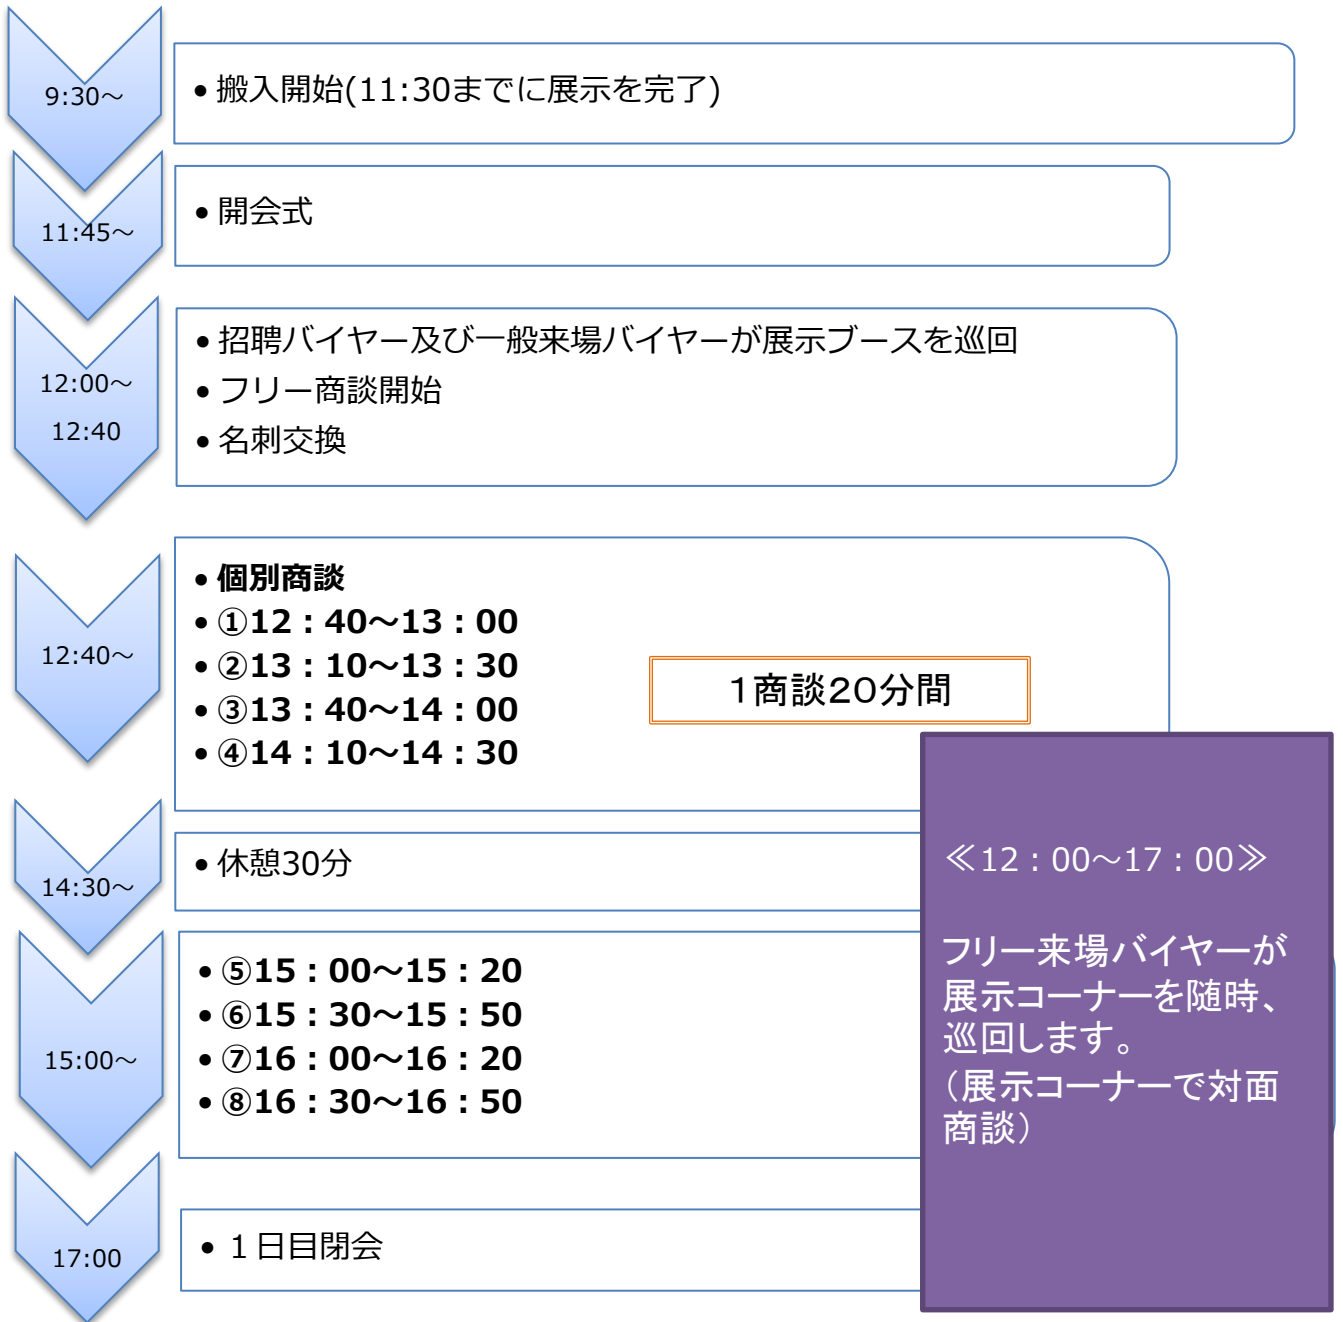 9:30～
• 搬入開始(11:30までに展示を完了)
11:45～
• 開会式
12:00～
12:40
• 招聘バイヤー及び一般来場バイヤーが展示ブースを巡回
• フリー商談開始
• 名刺交換
12:40～
• 個別商談
• ①12：40～13：00
• ②13：10～13：30
• ③13：40～14：00
• ④14：10～14：30
１商談２０分間
14:30～
• 休憩30分
15:00～
• ⑤15：00～15：20
• ⑥15：30～15：50
• ⑦16：00～16：20
• ⑧16：30～16：50
≪12：00～17：00≫
フリー来場バイヤーが
展示コーナーを随時、
巡回します。
（展示コーナーで対面
商談）
17:00
• １日目閉会